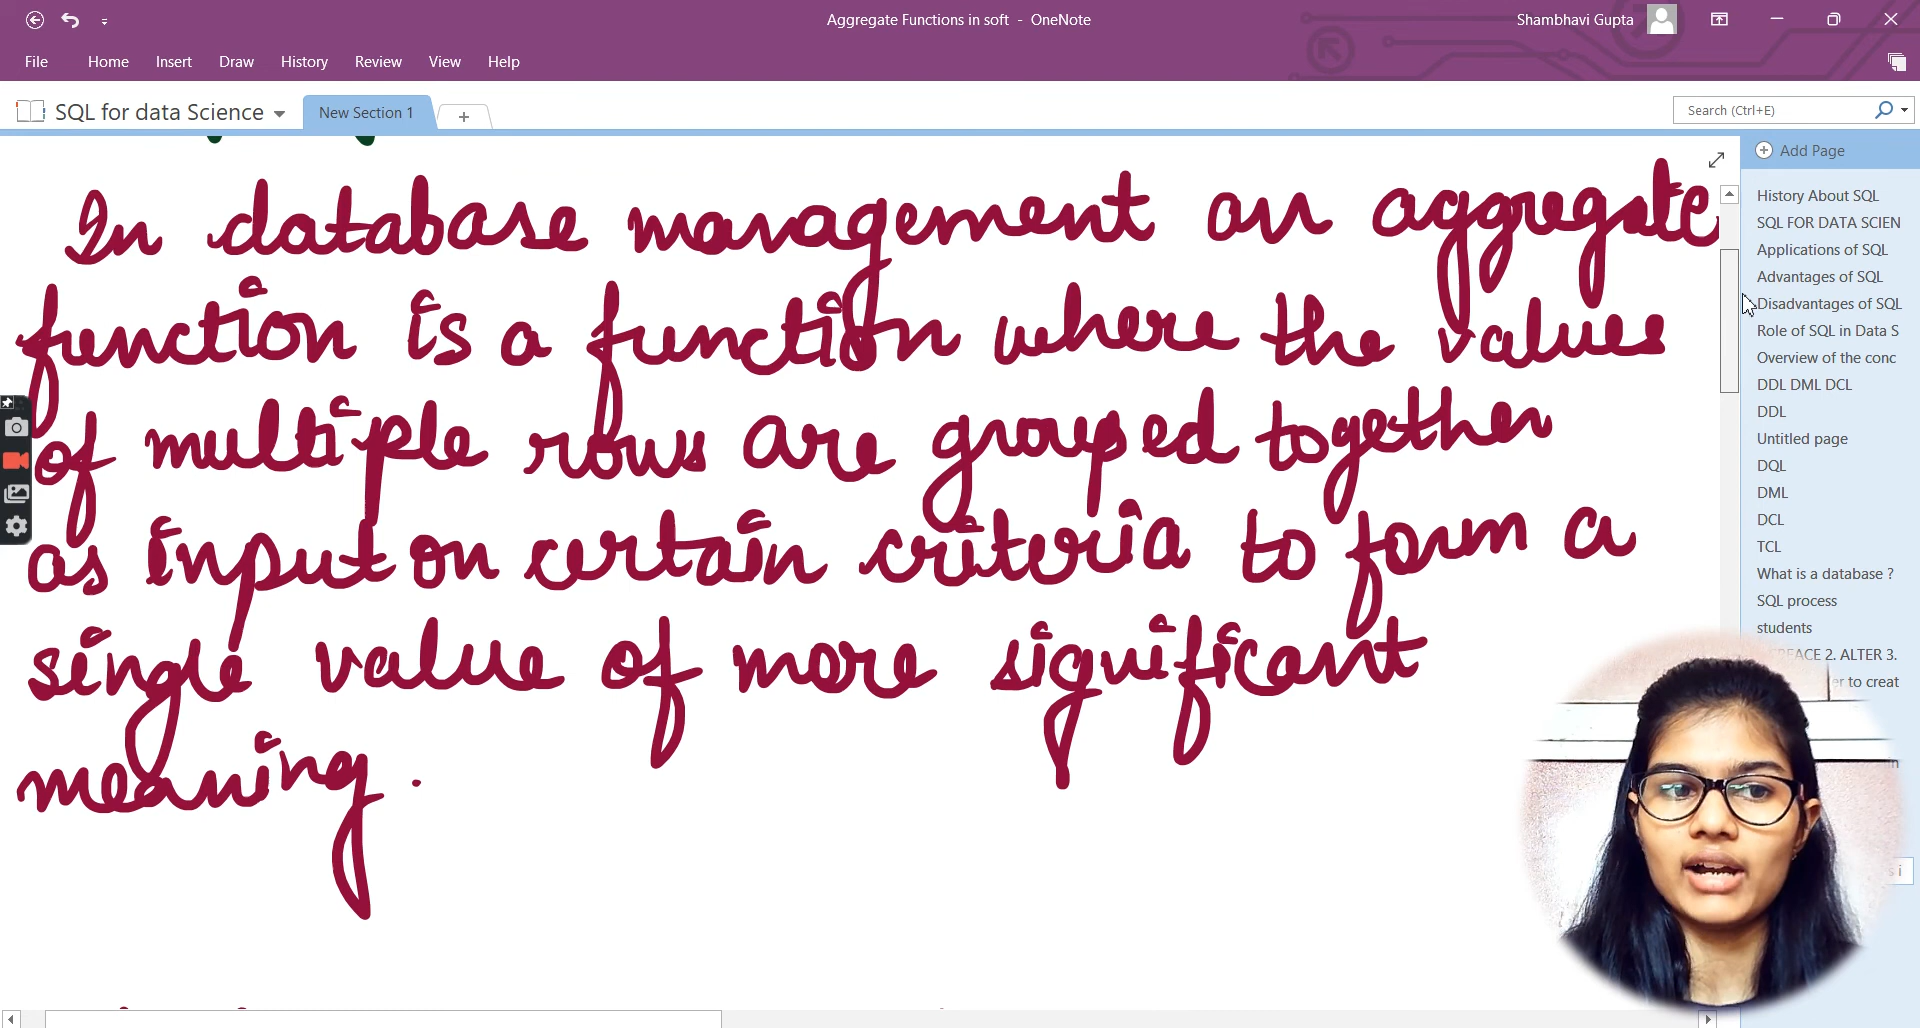 Aggregate Functions in soft - OneNote
Shambhavi Gupta
File Home Insert Draw History Review View Help
SQL for data Science
New Section 1
+
Search (Ctrl+E)
Add Page
In database management an aggregate
function is a function where the values
of multiple rows are grouped together
as input on certain criteria to form a
single value of more significant
meaning.
History About SQL
SQL FOR DATA SCIEN
Applications of SQL
Advantages of SQL
Disadvantages of SQL
Role of SQL in Data S
Overview of the conc
DDL DML DCL
DDL
Untitled page
DQL
DML
DCL
TCL
What is a database ?
SQL process
students
2. ALTER 3.
to creat